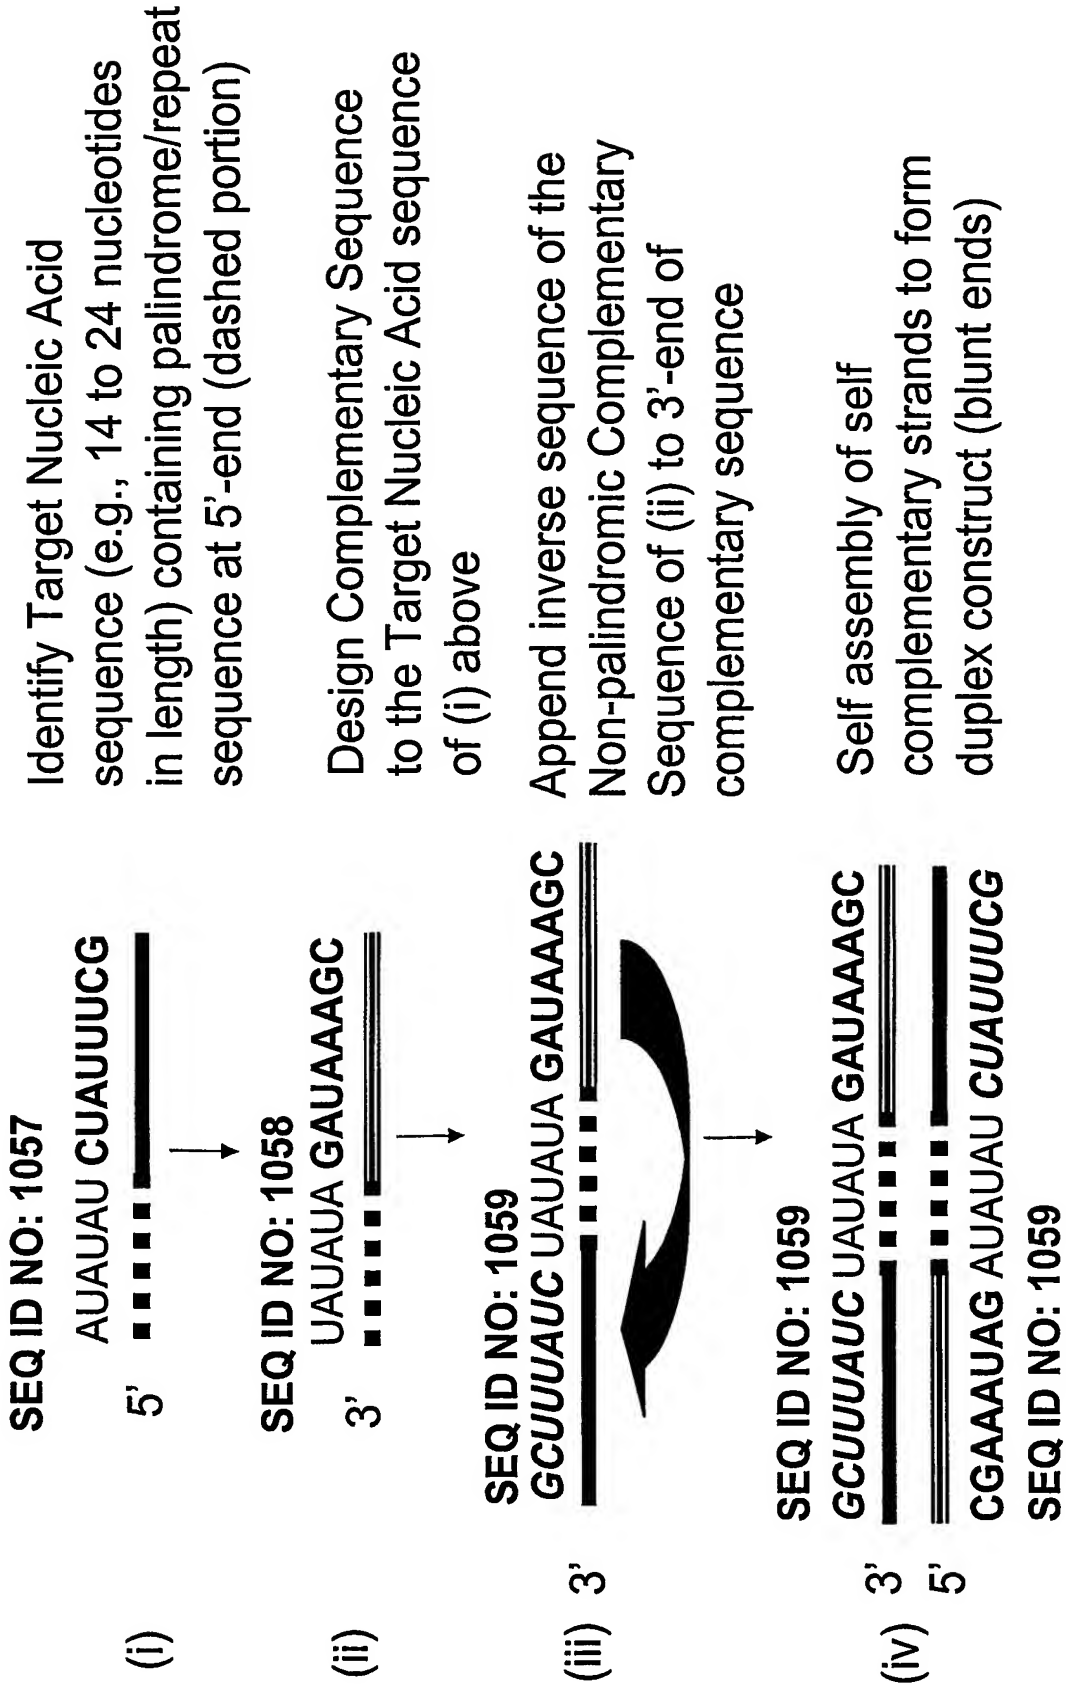 SEQ ID NO: 1057
AUAUAU CUAUUUCG
(i) 5'
Identify Target Nucleic Acid
sequence (e.g., 14 to 24 nucleotides
in length) containing palindrome/repeat
sequence at 5'-end (dashed portion)
SEQ ID NO: 1058
UAUAUA GAUAAAGC
(ii) 3'
Design Complementary Sequence
to the Target Nucleic Acid sequence
of (i) above
SEQ ID NO: 1059
GCUUUAUC UAUAUA GAUAAAGC
(iii) 3'
Append inverse sequence of the
Non-palindromic Complementary
Sequence of (ii) to 3'-end of
complementary sequence
SEQ ID NO: 1059
GCUUUAUC UAUAUA GAUAAAGC
(iv) 3'
5'
CGAAAUAG AUAUAU CUAUUUCG
SEQ ID NO: 1059
Self assembly of self
complementary strands to form
duplex construct (blunt ends)